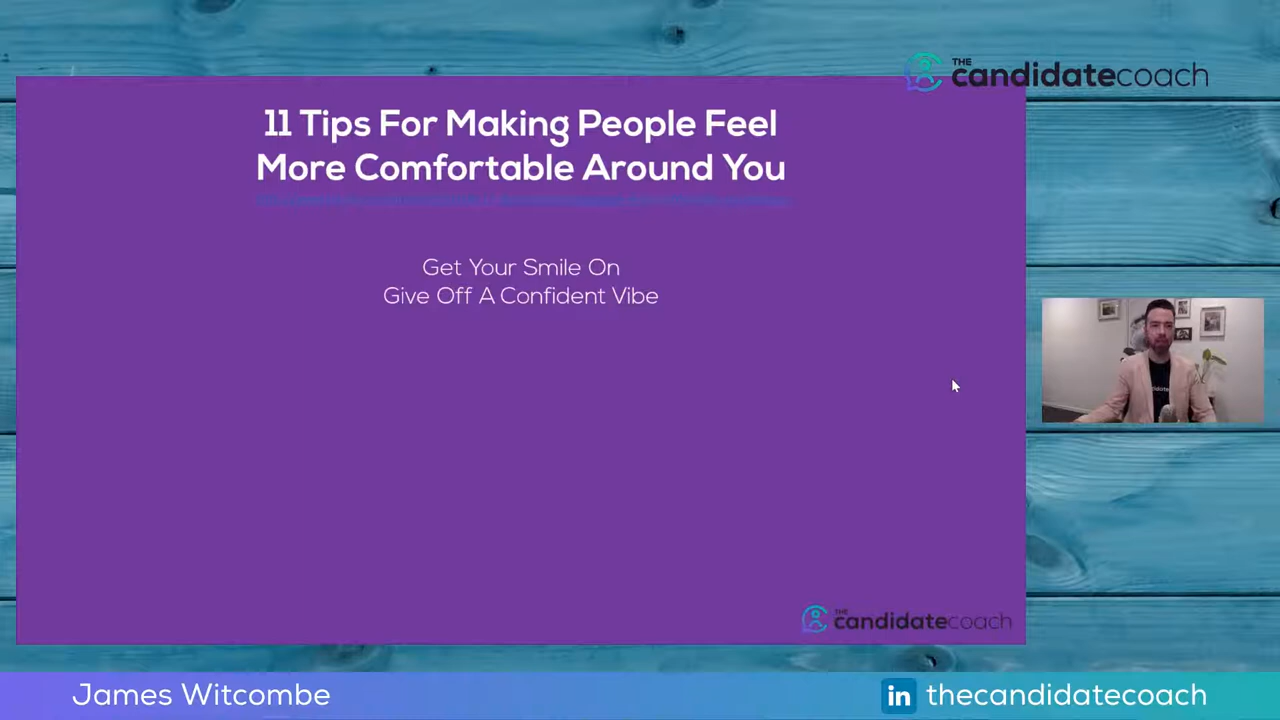 THE
candidatecoach
11 Tips For Making People Feel
More Comfortable Around You
Get Your Smile On
Give Off A Confident Vibe
THE
candidatecoach
James Witcombe
in thecandidatecoach